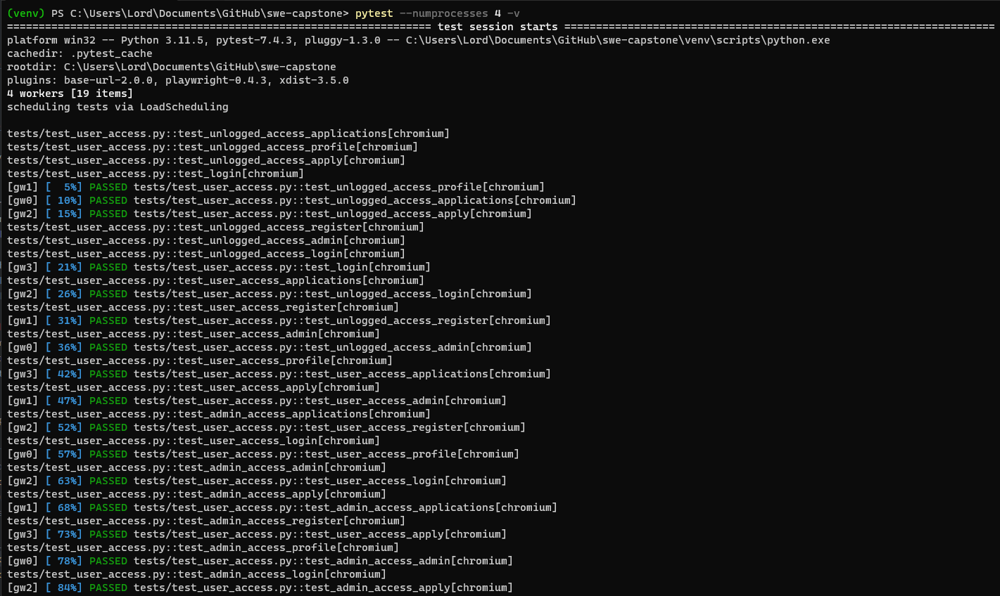 (venv) PS C:\Users\Lord\Documents\GitHub\swe-capstone> pytest --numprocesses 4 -v
=================================================================== test session starts ====================================================================
platform win32 -- Python 3.11.5, pytest-7.4.3, pluggy-1.3.0 -- C:\Users\Lord\Documents\GitHub\swe-capstone\venv\scripts\python.exe
cachedir: .pytest_cache
rootdir: C:\Users\Lord\Documents\GitHub\swe-capstone
plugins: base-url-2.0.0, playwright-0.4.3, xdist-3.5.0
4 workers [19 items]
scheduling tests via LoadScheduling
tests/test_user_access.py::test_unlogged_access_applications[chromium]
tests/test_user_access.py::test_unlogged_access_profile[chromium]
tests/test_user_access.py::test_unlogged_access_apply[chromium]
tests/test_user_access.py::test_login[chromium]
[gw1] [  5%] PASSED tests/test_user_access.py::test_unlogged_access_profile[chromium]
[gw0] [ 10%] PASSED tests/test_user_access.py::test_unlogged_access_applications[chromium]
[gw2] [ 15%] PASSED tests/test_user_access.py::test_unlogged_access_apply[chromium]
tests/test_user_access.py::test_unlogged_access_register[chromium]
tests/test_user_access.py::test_unlogged_access_admin[chromium]
tests/test_user_access.py::test_unlogged_access_login[chromium]
[gw3] [ 21%] PASSED tests/test_user_access.py::test_login[chromium]
tests/test_user_access.py::test_user_access_applications[chromium]
[gw2] [ 26%] PASSED tests/test_user_access.py::test_unlogged_access_login[chromium]
tests/test_user_access.py::test_user_access_register[chromium]
[gw1] [ 31%] PASSED tests/test_user_access.py::test_unlogged_access_register[chromium]
tests/test_user_access.py::test_user_access_admin[chromium]
[gw0] [ 36%] PASSED tests/test_user_access.py::test_unlogged_access_admin[chromium]
tests/test_user_access.py::test_user_access_profile[chromium]
[gw3] [ 42%] PASSED tests/test_user_access.py::test_user_access_applications[chromium]
tests/test_user_access.py::test_user_access_apply[chromium]
[gw1] [ 47%] PASSED tests/test_user_access.py::test_user_access_admin[chromium]
tests/test_user_access.py::test_admin_access_applications[chromium]
[gw2] [ 52%] PASSED tests/test_user_access.py::test_user_access_register[chromium]
tests/test_user_access.py::test_user_access_login[chromium]
[gw0] [ 57%] PASSED tests/test_user_access.py::test_user_access_profile[chromium]
tests/test_user_access.py::test_admin_access_admin[chromium]
[gw2] [ 63%] PASSED tests/test_user_access.py::test_user_access_login[chromium]
tests/test_user_access.py::test_admin_access_apply[chromium]
[gw1] [ 68%] PASSED tests/test_user_access.py::test_admin_access_applications[chromium]
tests/test_user_access.py::test_admin_access_register[chromium]
[gw3] [ 73%] PASSED tests/test_user_access.py::test_user_access_apply[chromium]
tests/test_user_access.py::test_admin_access_profile[chromium]
[gw0] [ 78%] PASSED tests/test_user_access.py::test_admin_access_admin[chromium]
tests/test_user_access.py::test_admin_access_login[chromium]
[gw2] [ 84%] PASSED tests/test_user_access.py::test_admin_access_apply[chromium]